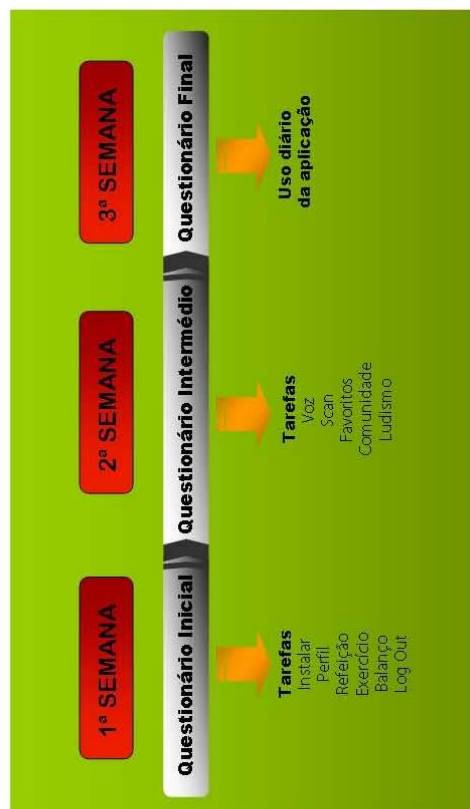 1ª SEMANA
2ª SEMANA
3ª SEMANA
Questionário Inicial
Questionário Intermédio
Questionário Final
Tarefas
Instalar
Perfil
Refeição
Exercício
Balanço
Log Out
Tarefas
Voz
Scan
Favoritos
Comunidade
Ludismo
Uso diário
da aplicação